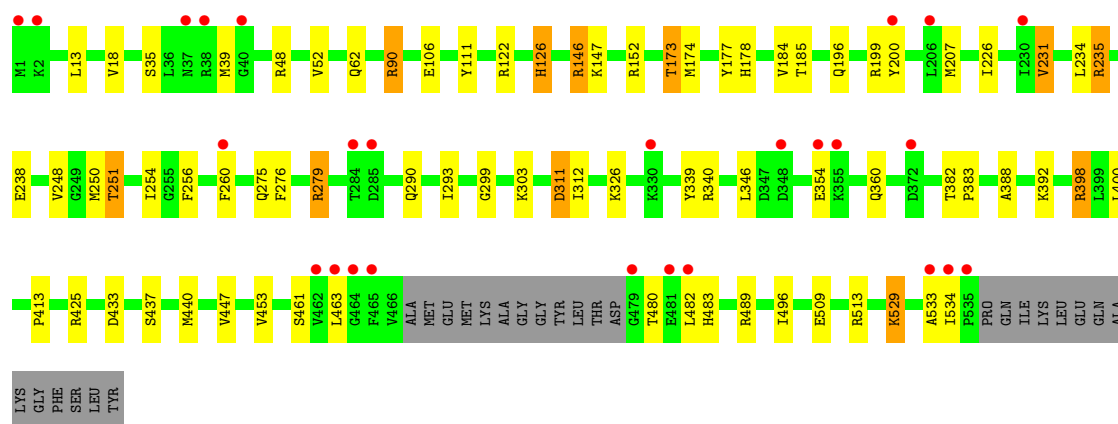 M1 K2 L13 V18 S35 L36 N37 R38 M39 G40 R48 V52 Q62 R90 E106 Y111 R122 H126 R146 K147 R152 T173 M174 Y177 H178 V184 T185 Q196 R199 Y200 L206 M207 I226 I230 V231 L234 R235
E238 V248 G249 M250 T251 I254 G255 F256 F260 Q275 F276 R279 T284 D285 Q290 I293 G299 K303 D311 I312 K326 K330 Y339 R340 L346 D347 D348 E354 K355 Q360 D372 T382 P383 A388 K392 R398 L399 L400
P413 R425 D433 S437 M440 V447 V453 S461 V462 L463 G464 F465 V466 ALA MET GLU MET LYS ALA GLY GLY TYR LEU THR ASP G479 T480 E481 L482 H483 R489 I496 E509 R513 K529 A533 I534 P535 PRO GLN ILE LYS LEU GLU GLN ALA
LYS GLY PHE SER LEU TYR